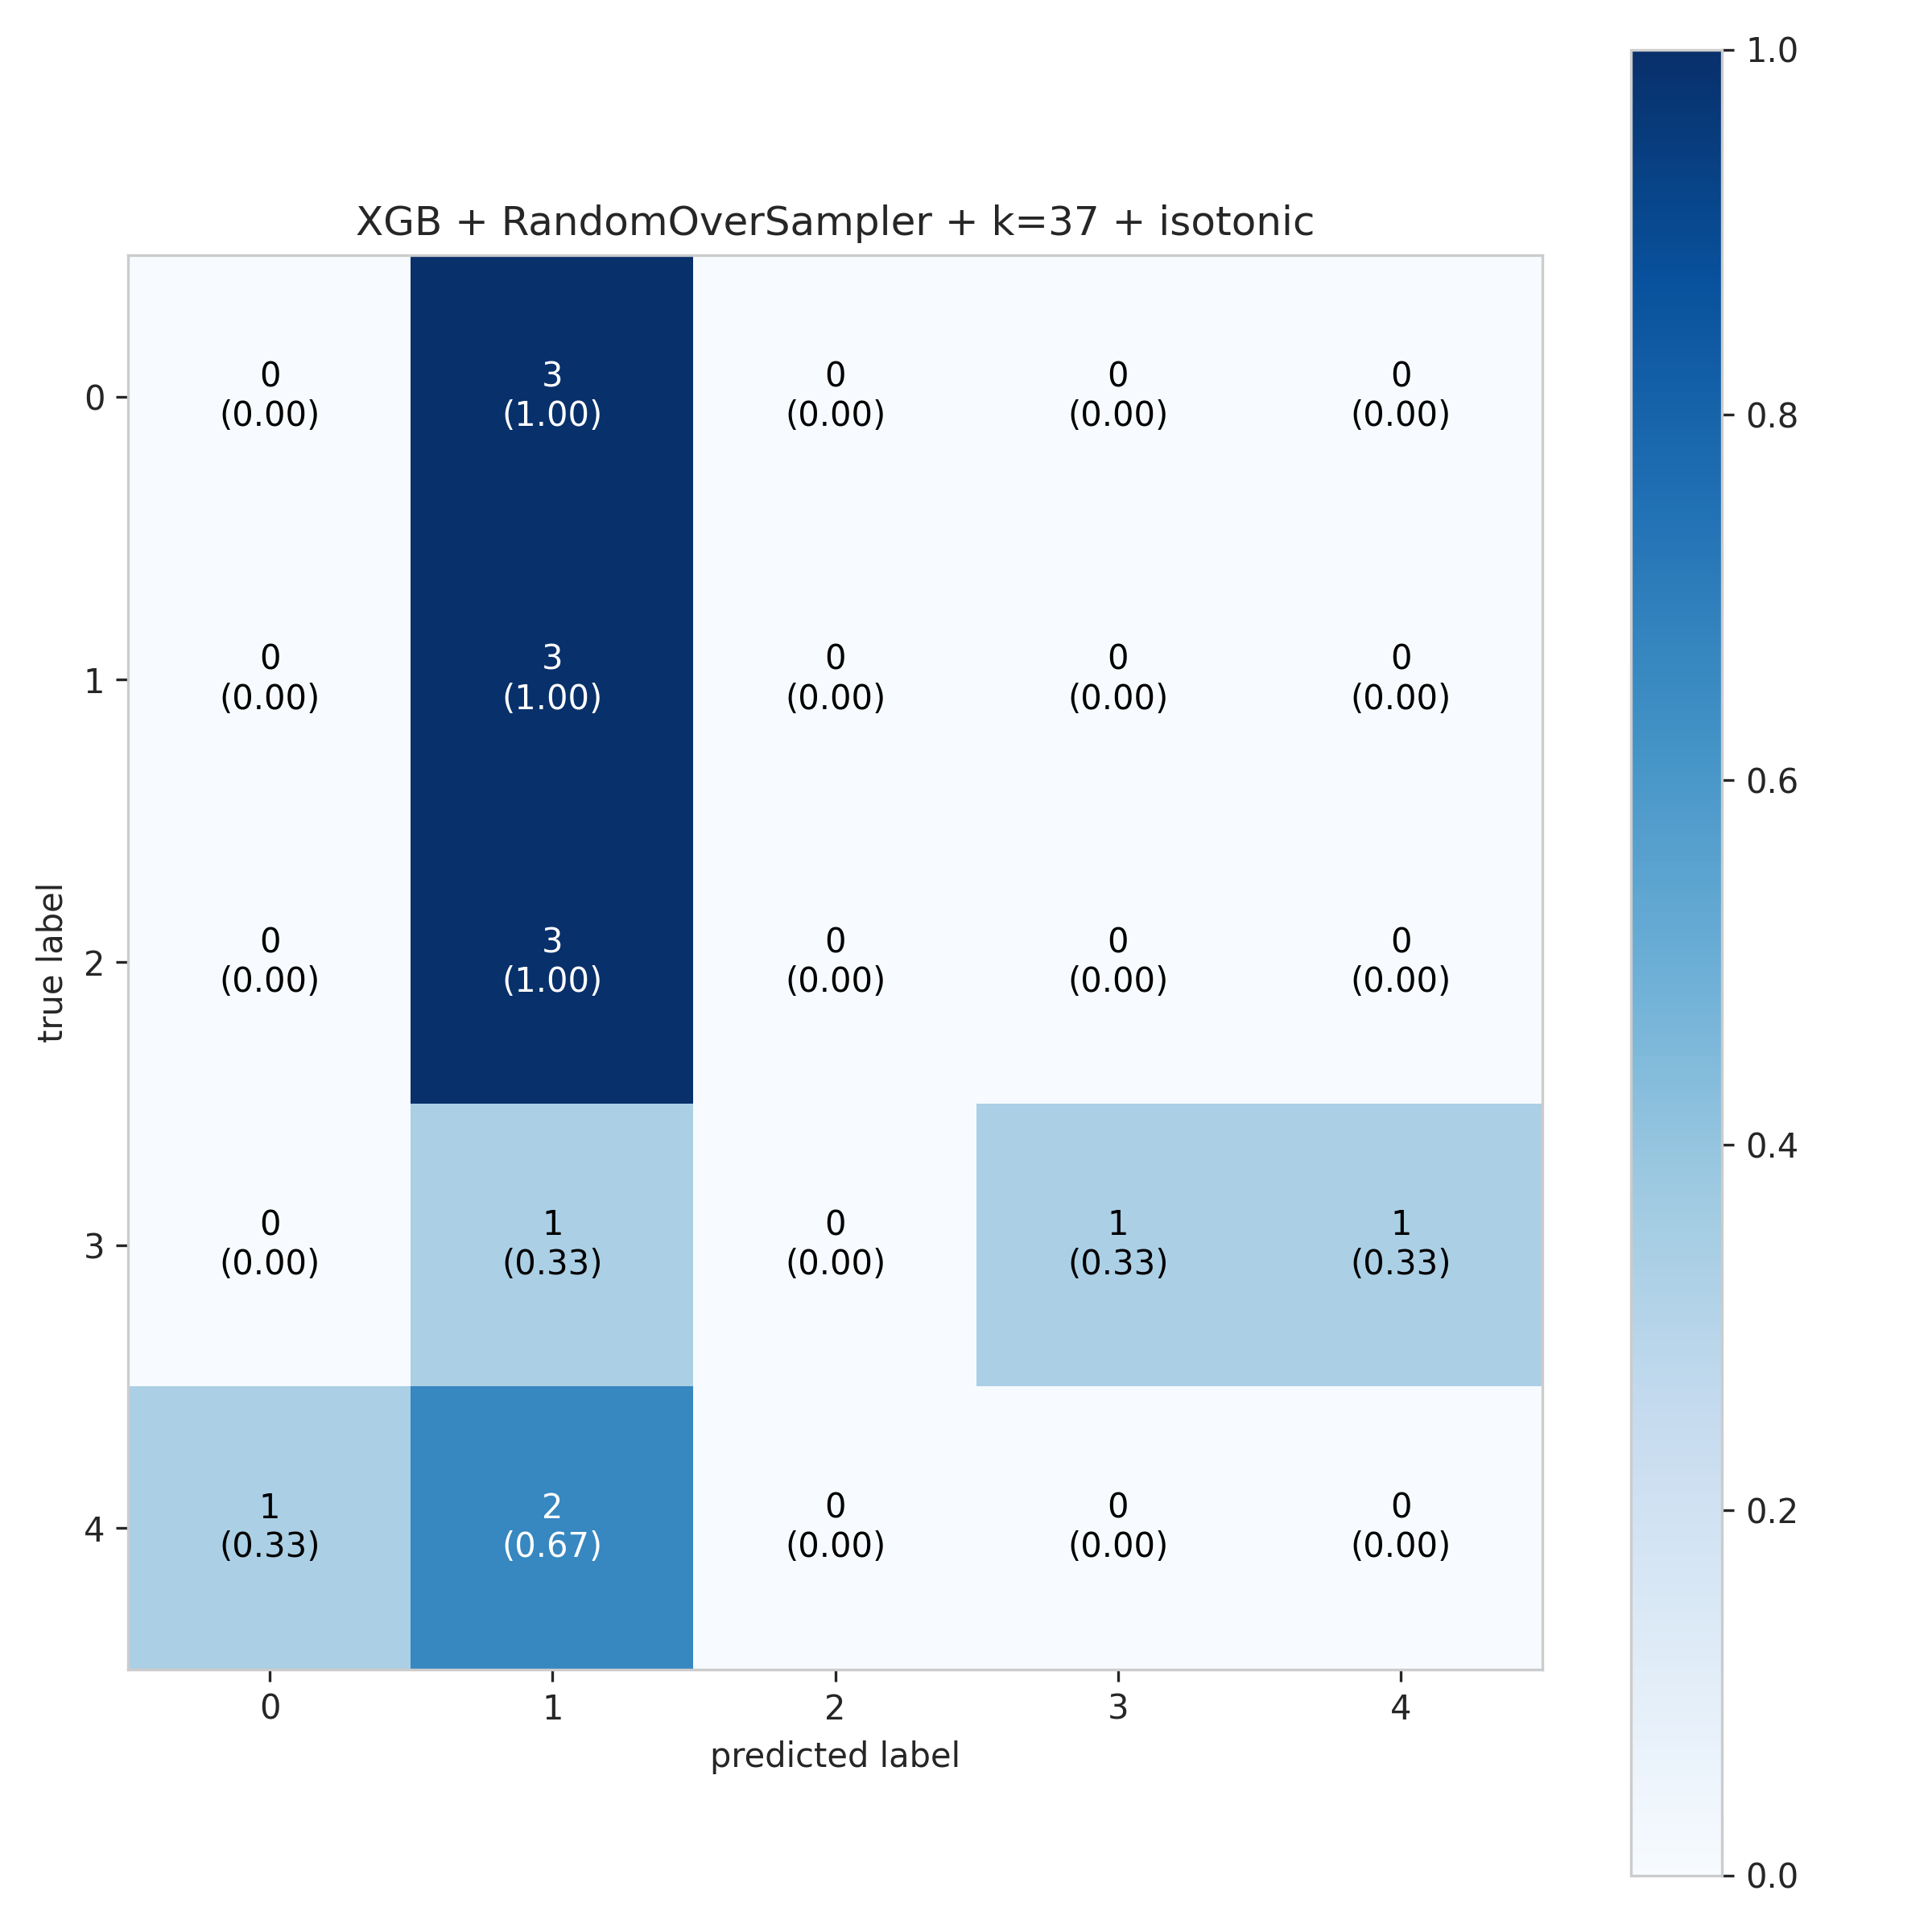 XGB + RandomOverSampler + k=37 + isotonic
true label
0
0 3 0 0 0
(0.00) (1.00) (0.00) (0.00) (0.00)
1
0 3 0 0 0
(0.00) (1.00) (0.00) (0.00) (0.00)
2
0 3 0 0 0
(0.00) (1.00) (0.00) (0.00) (0.00)
3
0 1 0 1 1
(0.00) (0.33) (0.00) (0.33) (0.33)
4
1 2 0 0 0
(0.33) (0.67) (0.00) (0.00) (0.00)
0 1 2 3 4
predicted label
1.0
0.8
0.6
0.4
0.2
0.0